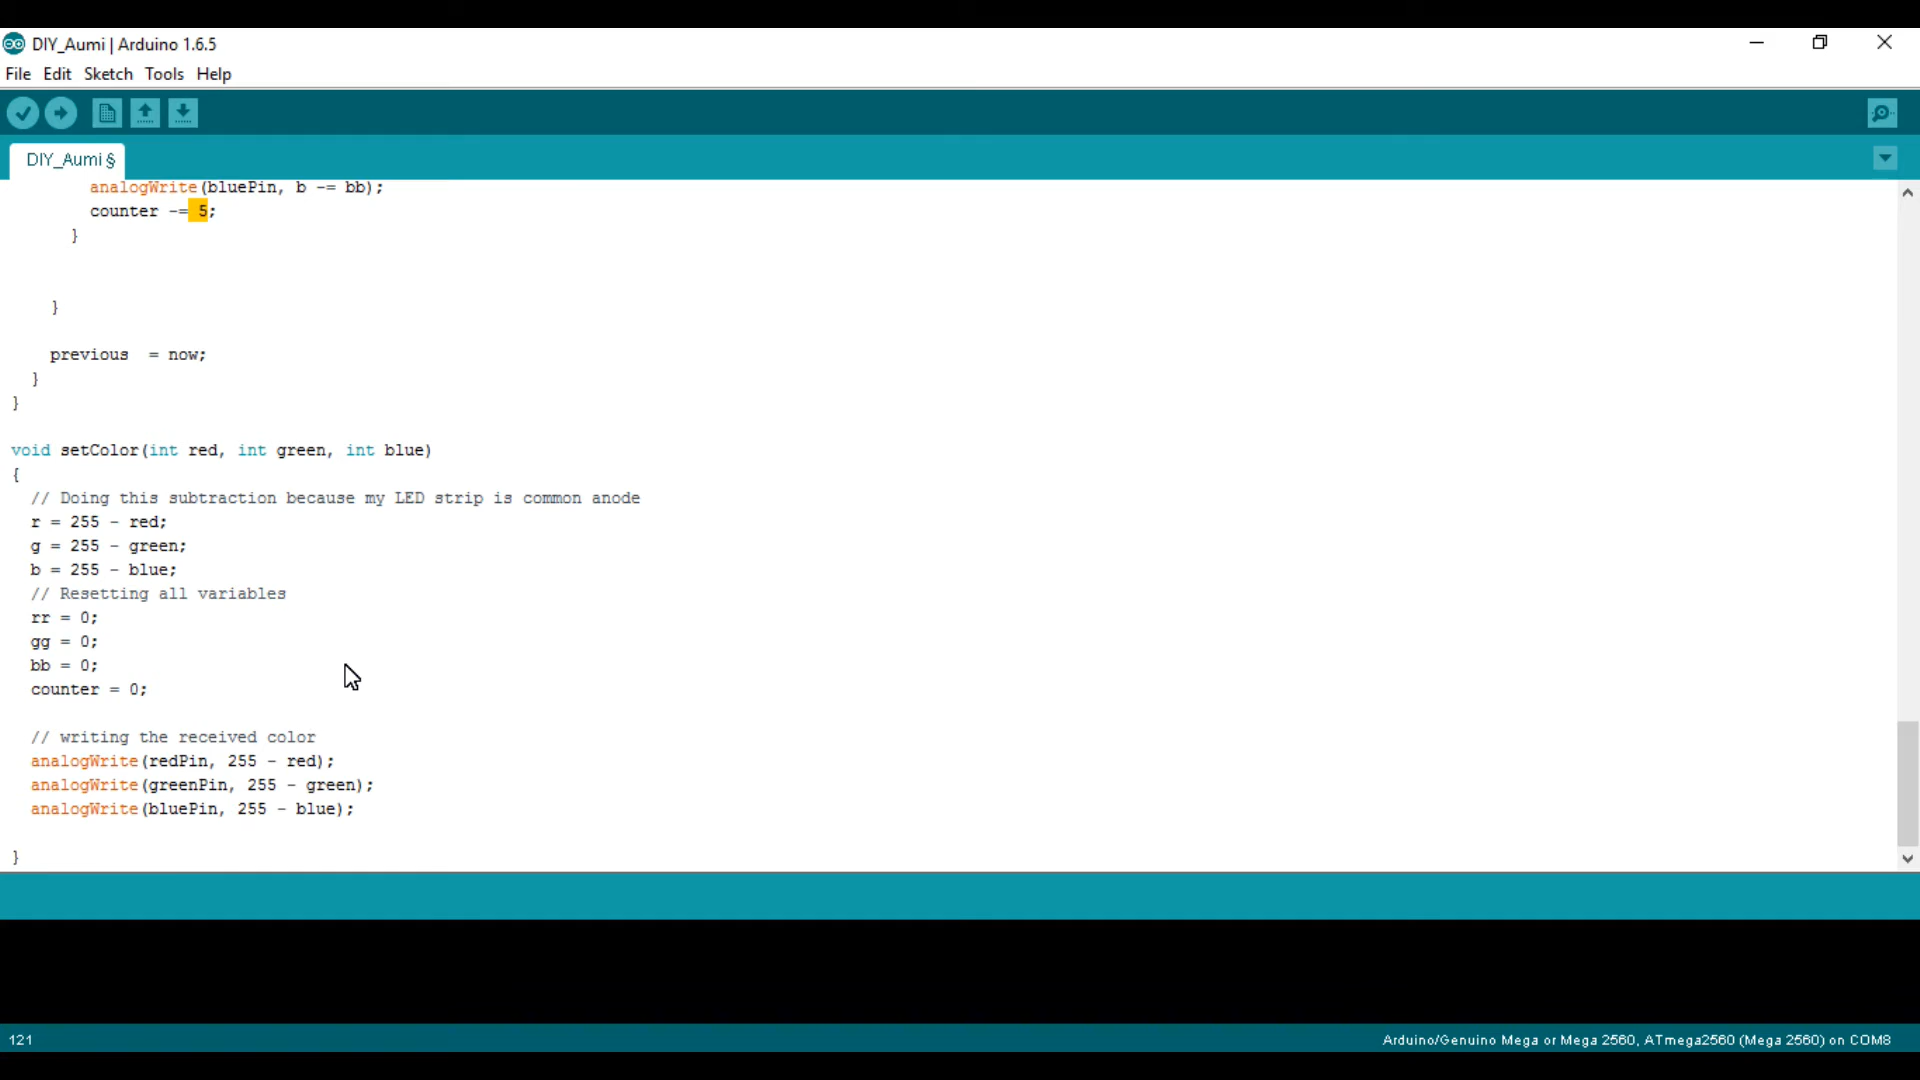 DIY_Aumi | Arduino 1.6.5
File Edit Sketch Tools Help
DIY_Aumi §
analogWrite(bluePin, b -= bb);
counter -= 5;
}
}
previous  = now;
}
}
void setColor(int red, int green, int blue)
{
// Doing this subtraction because my LED strip is common anode
r = 255 - red;
g = 255 - green;
b = 255 - blue;
// Resetting all variables
rr = 0;
gg = 0;
bb = 0;
counter = 0;
// writing the received color
analogWrite(redPin, 255 - red);
analogWrite(greenPin, 255 - green);
analogWrite(bluePin, 255 - blue);
}
121
Arduino/Genuino Mega or Mega 2560, ATmega2560 (Mega 2560) on COM8